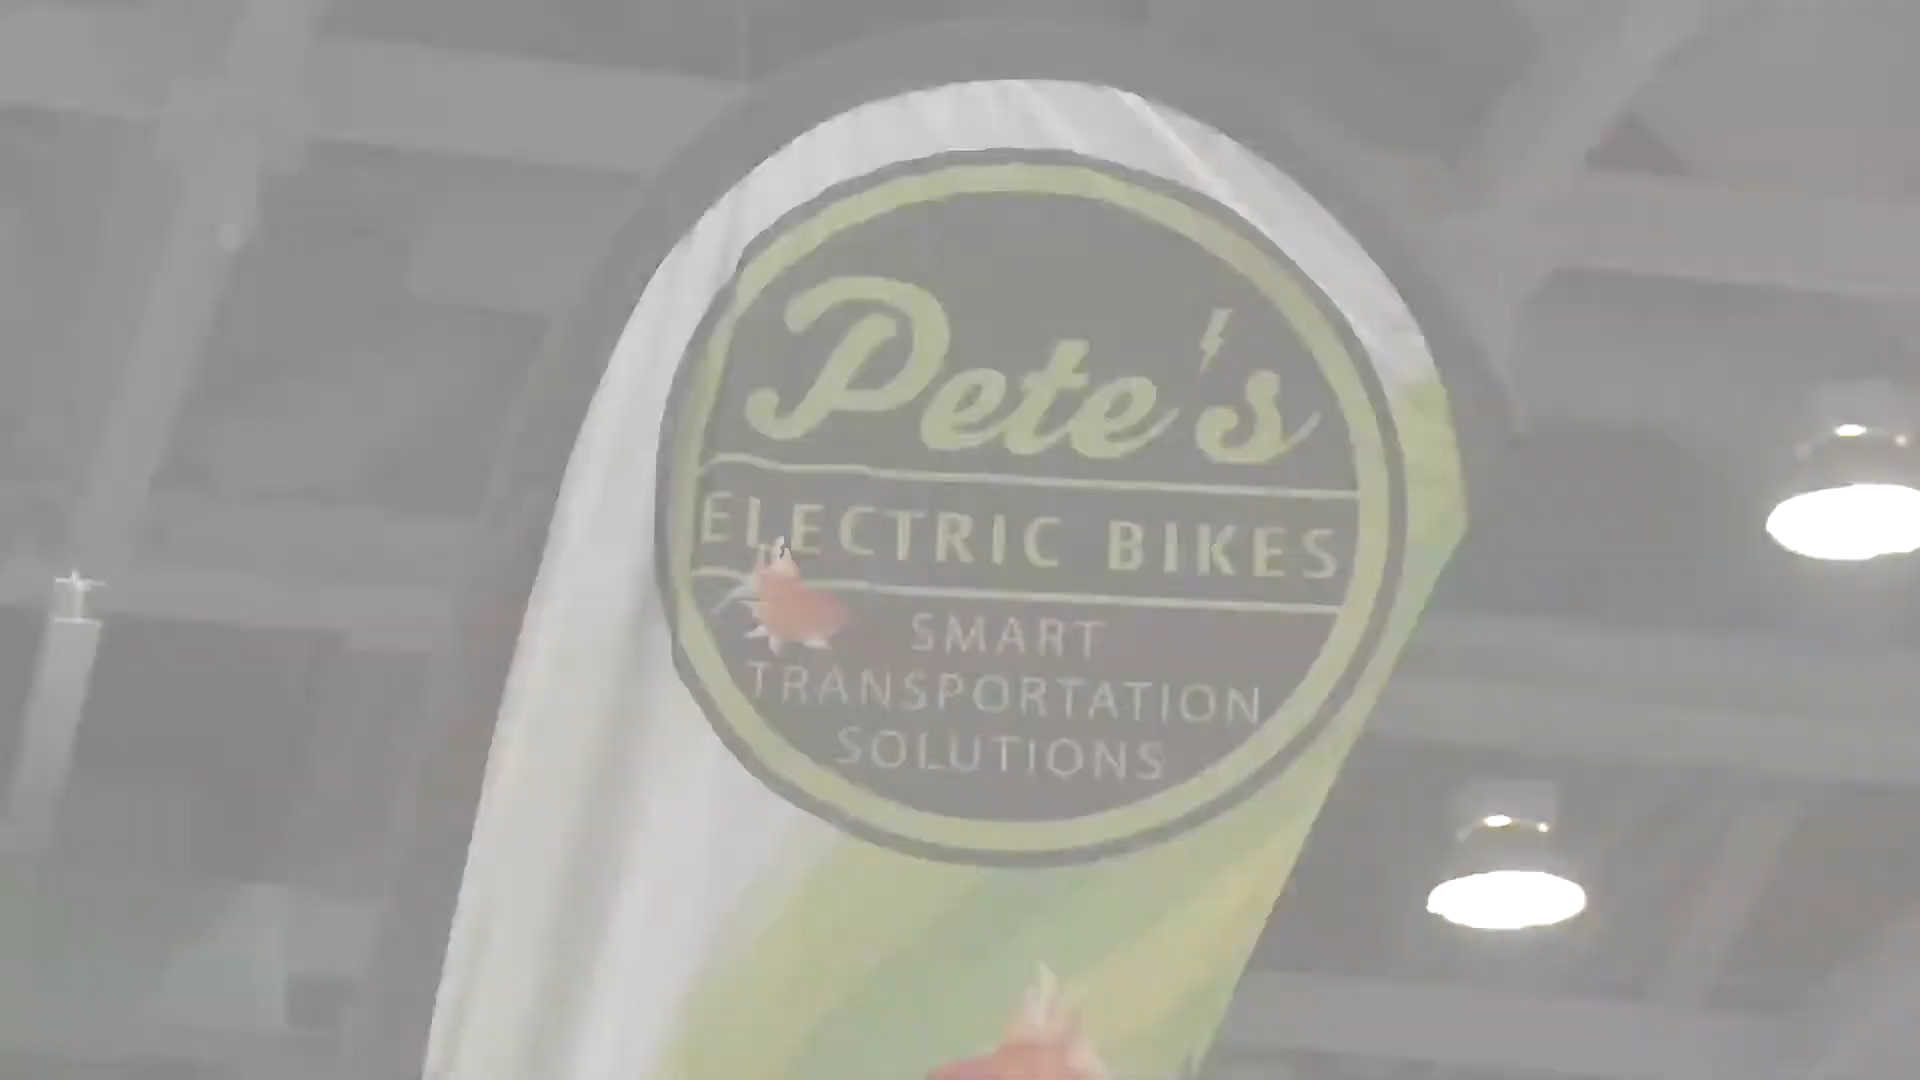 Pete's
ELECTRIC BIKES
SMART
TRANSPORTATION
SOLUTIONS